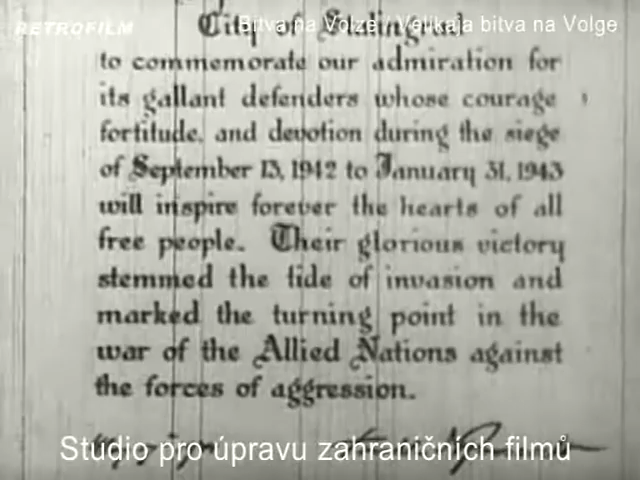 RETROFILM
Bitva na Volze / Velikaja bitva na Volge
City of Stalingrad
to commemorate our admiration for
its gallant defenders whose courage,
fortitude, and devotion during the siege
of September 13, 1942 to January 31, 1943
will inspire forever the hearts of all
free people. Their glorious victory
stemmed the tide of invasion and
marked the turning point in the
war of the Allied Nations against
the forces of aggression.
Studio pro úpravu zahraničních filmů